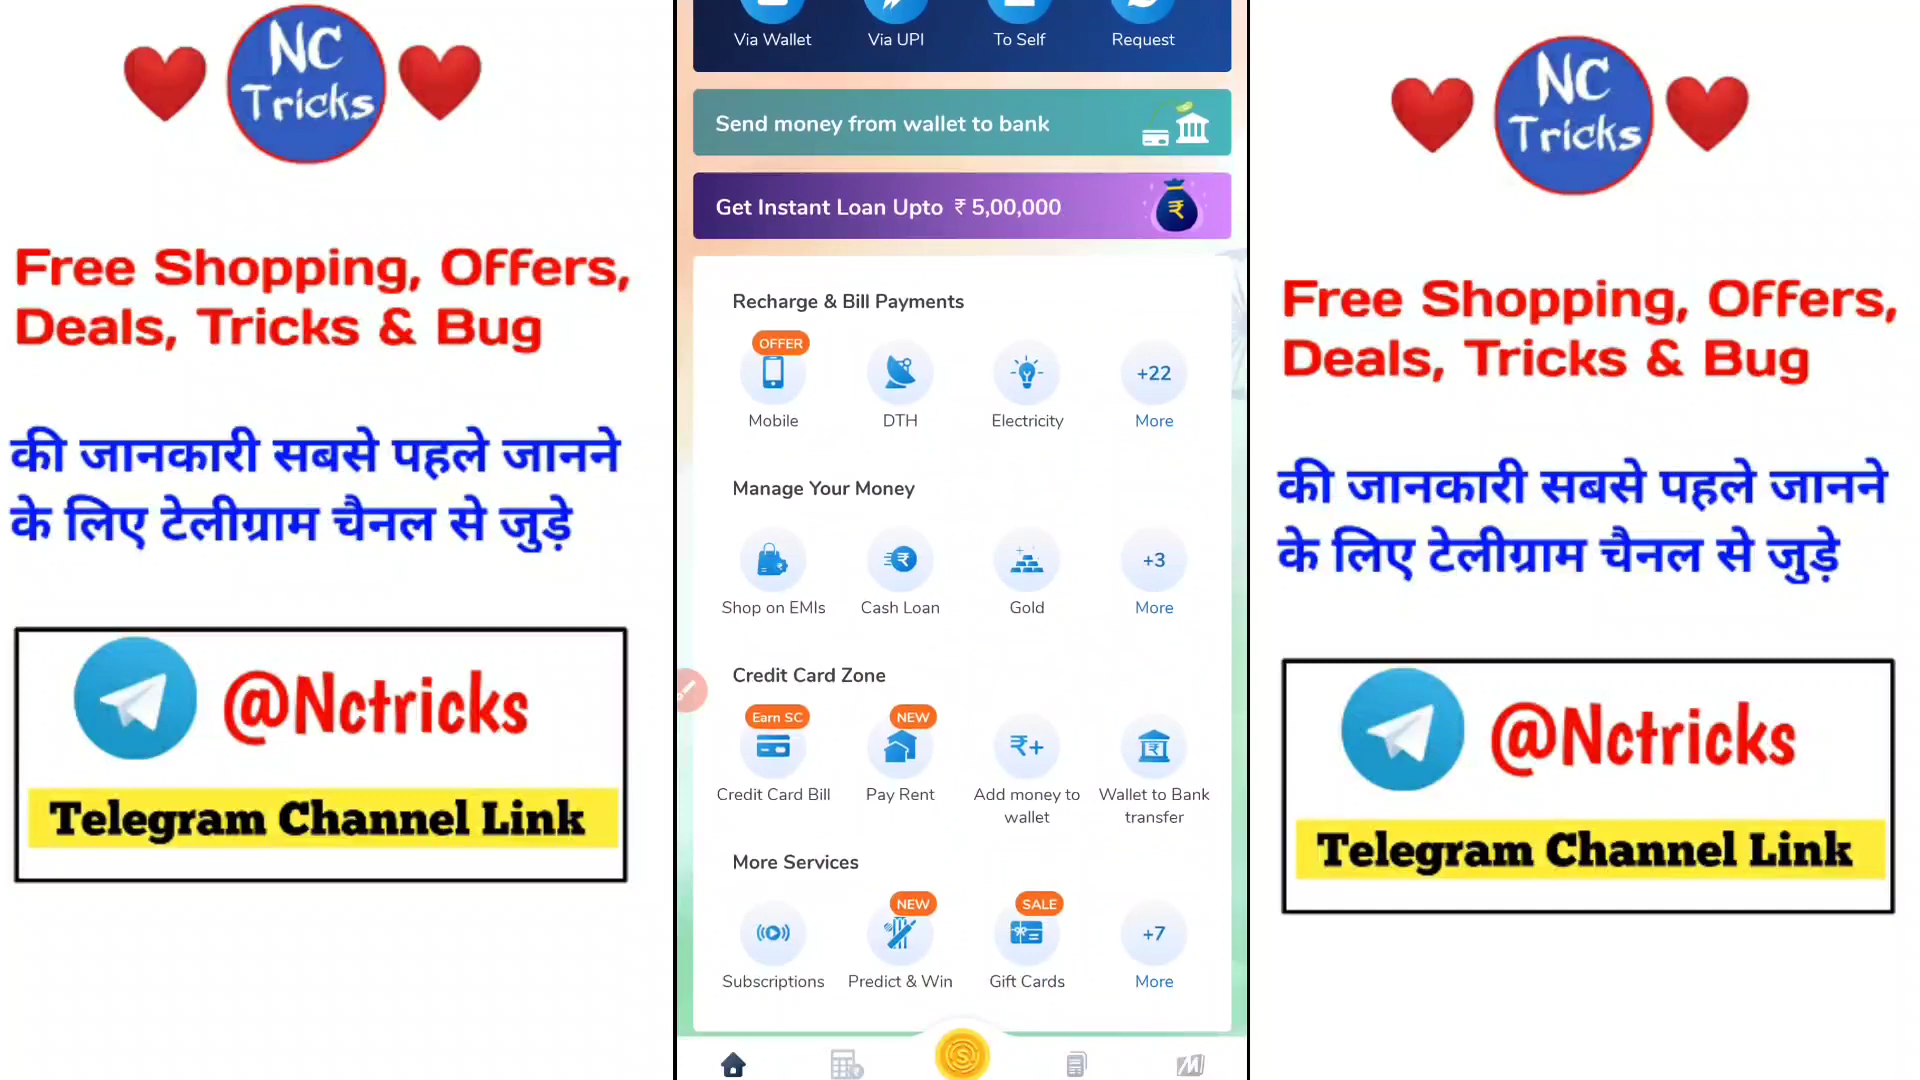 NC
Tricks
Free Shopping, Offers,
Deals, Tricks & Bug
की जानकारी सबसे पहले जानने
के लिए टेलीग्राम चैनल से जुड़े
@Nctricks
Telegram Channel Link
Via Wallet
Via UPI
To Self
Request
Send money from wallet to bank
Get Instant Loan Upto ₹ 5,00,000
₹
Recharge & Bill Payments
OFFER
Mobile
DTH
Electricity
+22
More
Manage Your Money
Shop on EMIs
Cash Loan
Gold
+3
More
Credit Card Zone
Earn SC
NEW
₹+
Credit Card Bill
Pay Rent
Add money to
wallet
Wallet to Bank
transfer
More Services
NEW
SALE
+7
Subscriptions
Predict & Win
Gift Cards
More
NC
Tricks
Free Shopping, Offers,
Deals, Tricks & Bug
की जानकारी सबसे पहले जानने
के लिए टेलीग्राम चैनल से जुड़े
@Nctricks
Telegram Channel Link